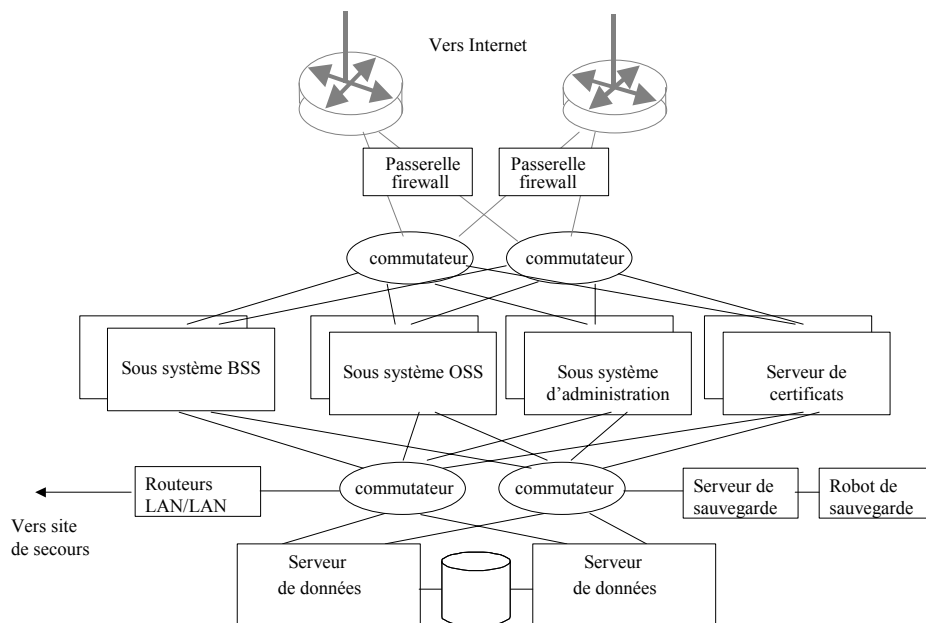 Vers Internet
Passerelle
firewall
Passerelle
firewall
commutateur
commutateur
Sous système BSS
Sous système OSS
Sous système
d'administration
Serveur de
certificats
Routeurs
LAN/LAN
commutateur
commutateur
Serveur de
sauvegarde
Robot de
sauvegarde
Vers site
de secours
Serveur
de données
Serveur
de données